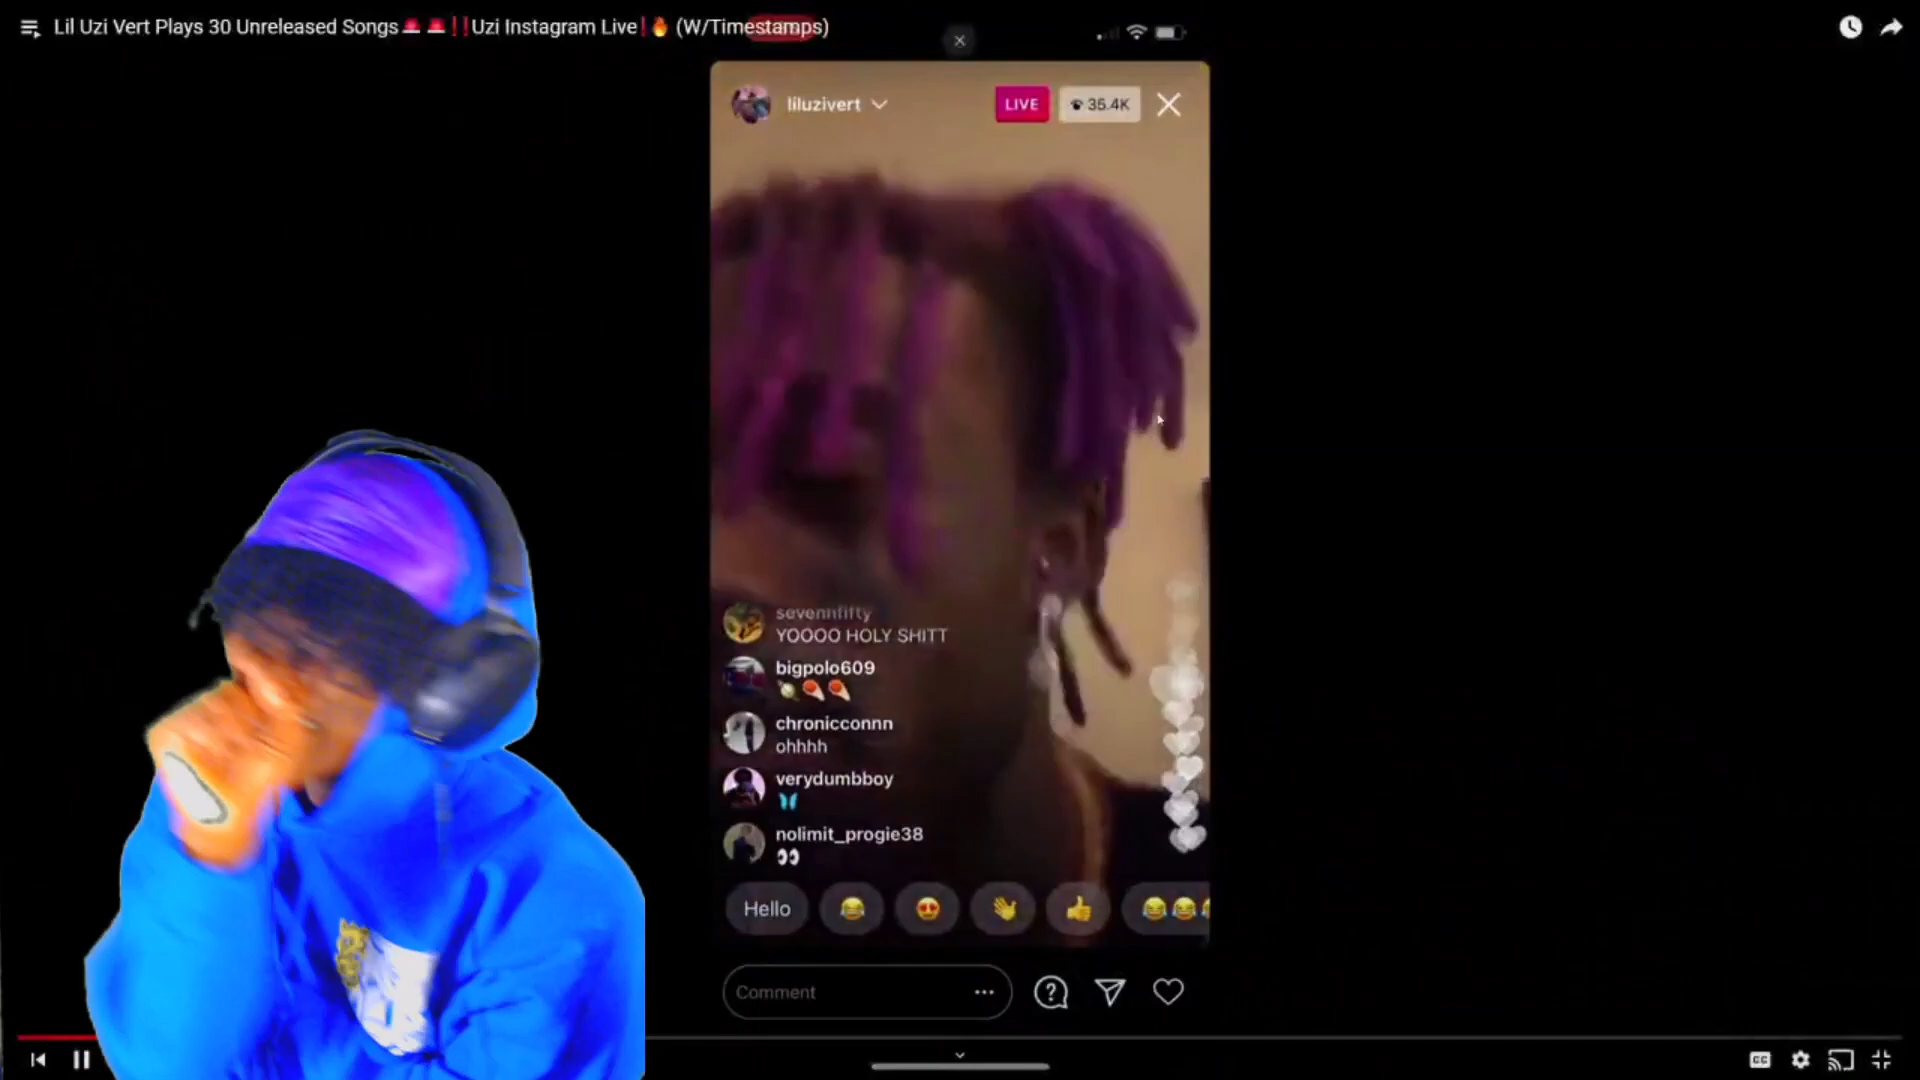 Lil Uzi Vert Plays 30 Unreleased Songs🚨🚨‼️Uzi Instagram Live❗🔥 (W/Timestamps)
liluzivert
LIVE
35.4K
sevennfifty
YOOOO HOLY SHITT
bigpolo609
chronicconnn
ohhhh
verydumbboy
🦋
nolimit_progie38
👀
Hello 😂 😍 👋 👍 😂😂
Comment ...
CC